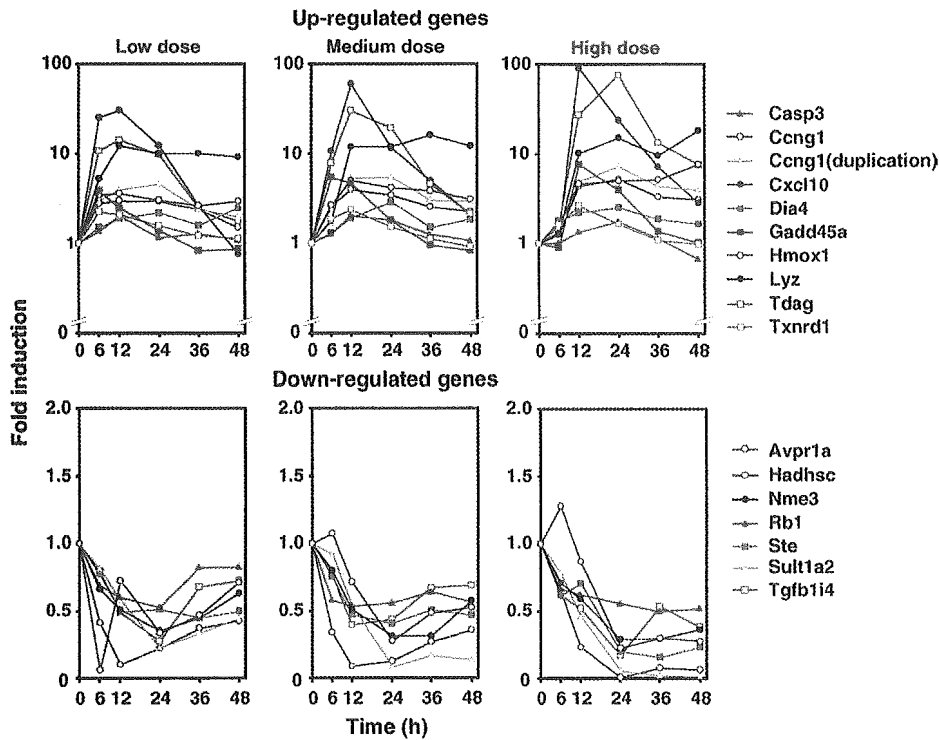 Up-regulated genes
Low dose
Medium dose
High dose
100
10
1
0
0 6 12 24 36 48
100
10
1
0
0 6 12 24 36 48
100
10
1
0
0 6 12 24 36 48
Casp3
Ccng1
Ccng1(duplication)
Cxcl10
Dia4
Gadd45a
Hmox1
Lyz
Tdag
Txnrd1
Fold induction
Down-regulated genes
2.0
1.5
1.0
0.5
0
0 6 12 24 36 48
2.0
1.5
1.0
0.5
0
0 6 12 24 36 48
2.0
1.5
1.0
0.5
0
0 6 12 24 36 48
Avpr1a
Hadhsc
Nme3
Rb1
Ste
Sult1a2
Tgfb1i4
Time (h)